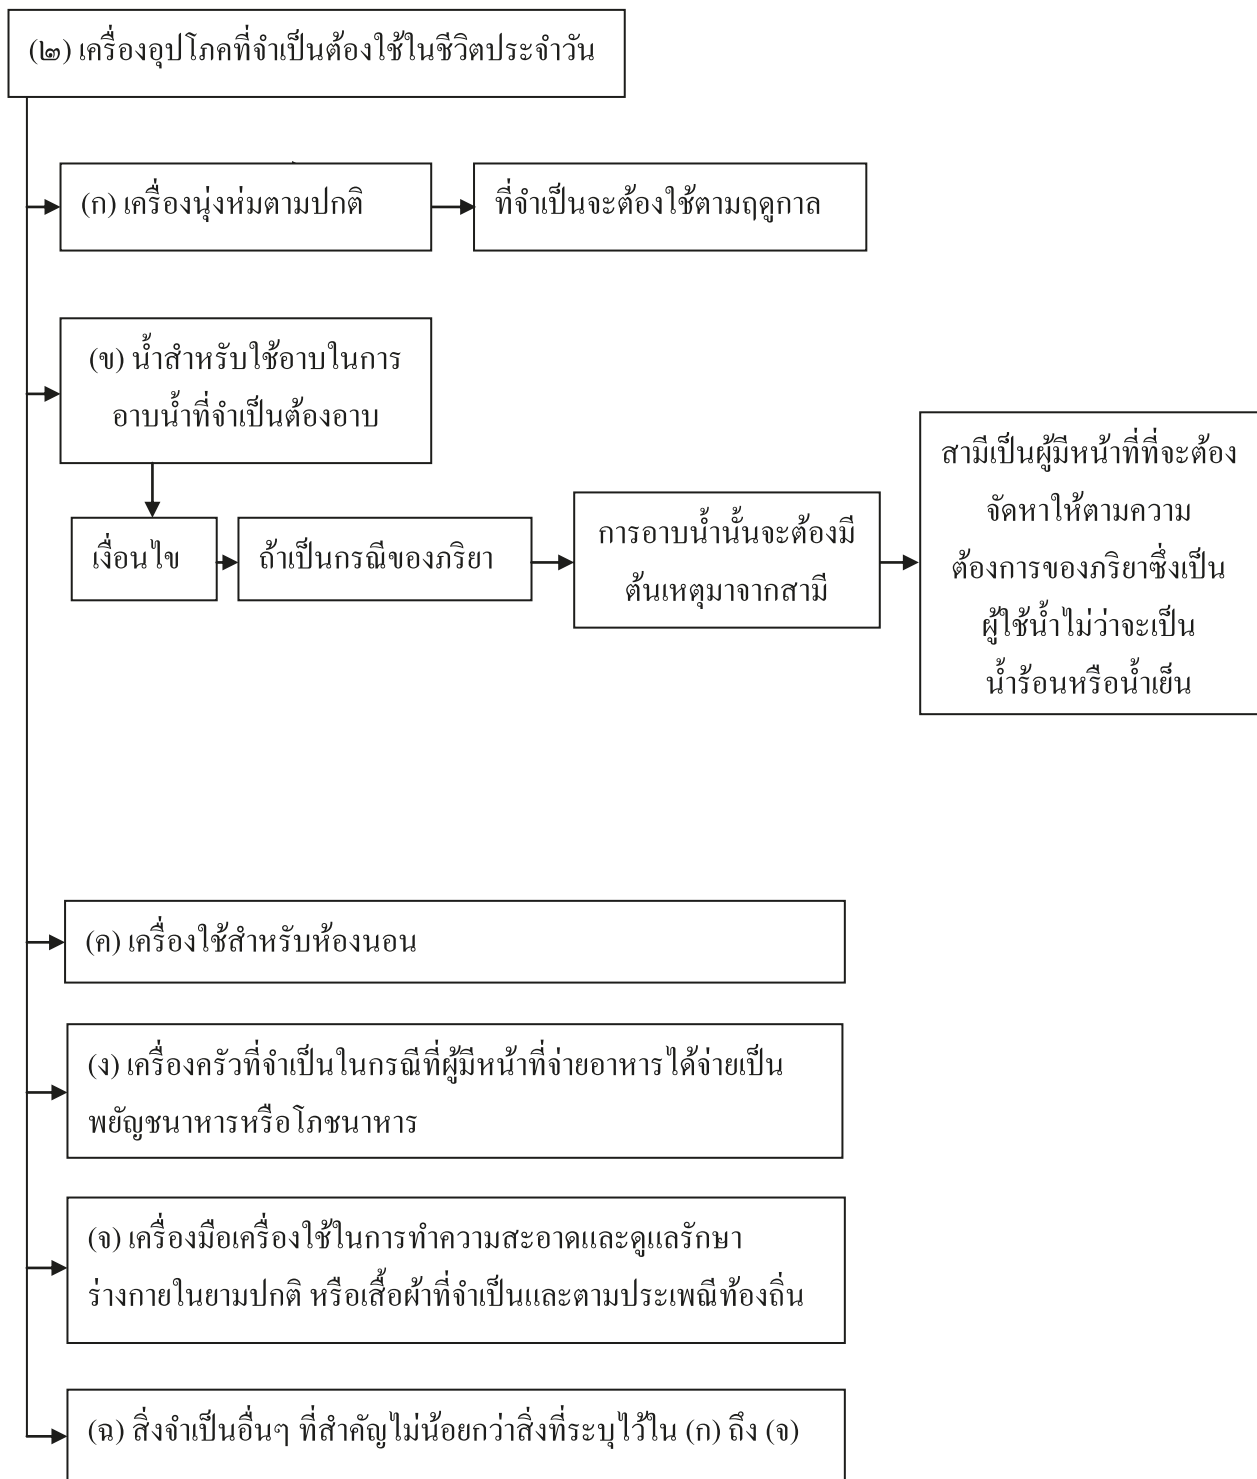 (๒) เครื่องอุปโภคที่จำเป็นต้องใช้ในชีวิตประจำวัน
(ก) เครื่องนุ่งห่มตามปกติ
ที่จำเป็นจะต้องใช้ตามฤดูกาล
(ข) น้ำสำหรับใช้อาบในการ
อาบน้ำที่จำเป็นต้องอาบ
เงื่อนไข
ถ้าเป็นกรณีของภริยา
การอาบน้ำนั้นจะต้องมี
ต้นเหตุมาจากสามี
สามีเป็นผู้มีหน้าที่ที่จะต้อง
จัดหาให้ตามความ
ต้องการของภริยาซึ่งเป็น
ผู้ใช้น้ำไม่ว่าจะเป็น
น้ำร้อนหรือน้ำเย็น
(ค) เครื่องใช้สำหรับห้องนอน
(ง) เครื่องครัวที่จำเป็นในกรณีที่ผู้มีหน้าที่จ่ายอาหารได้จ่ายเป็น
พยัญชนาหารหรือโภชนาหาร
(จ) เครื่องมือเครื่องใช้ในการทำความสะอาดและดูแลรักษา
ร่างกายในยามปกติ หรือเสื้อผ้าที่จำเป็นและตามประเพณีท้องถิ่น
(ฉ) สิ่งจำเป็นอื่นๆ ที่สำคัญไม่น้อยกว่าสิ่งที่ระบุไว้ใน (ก) ถึง (จ)